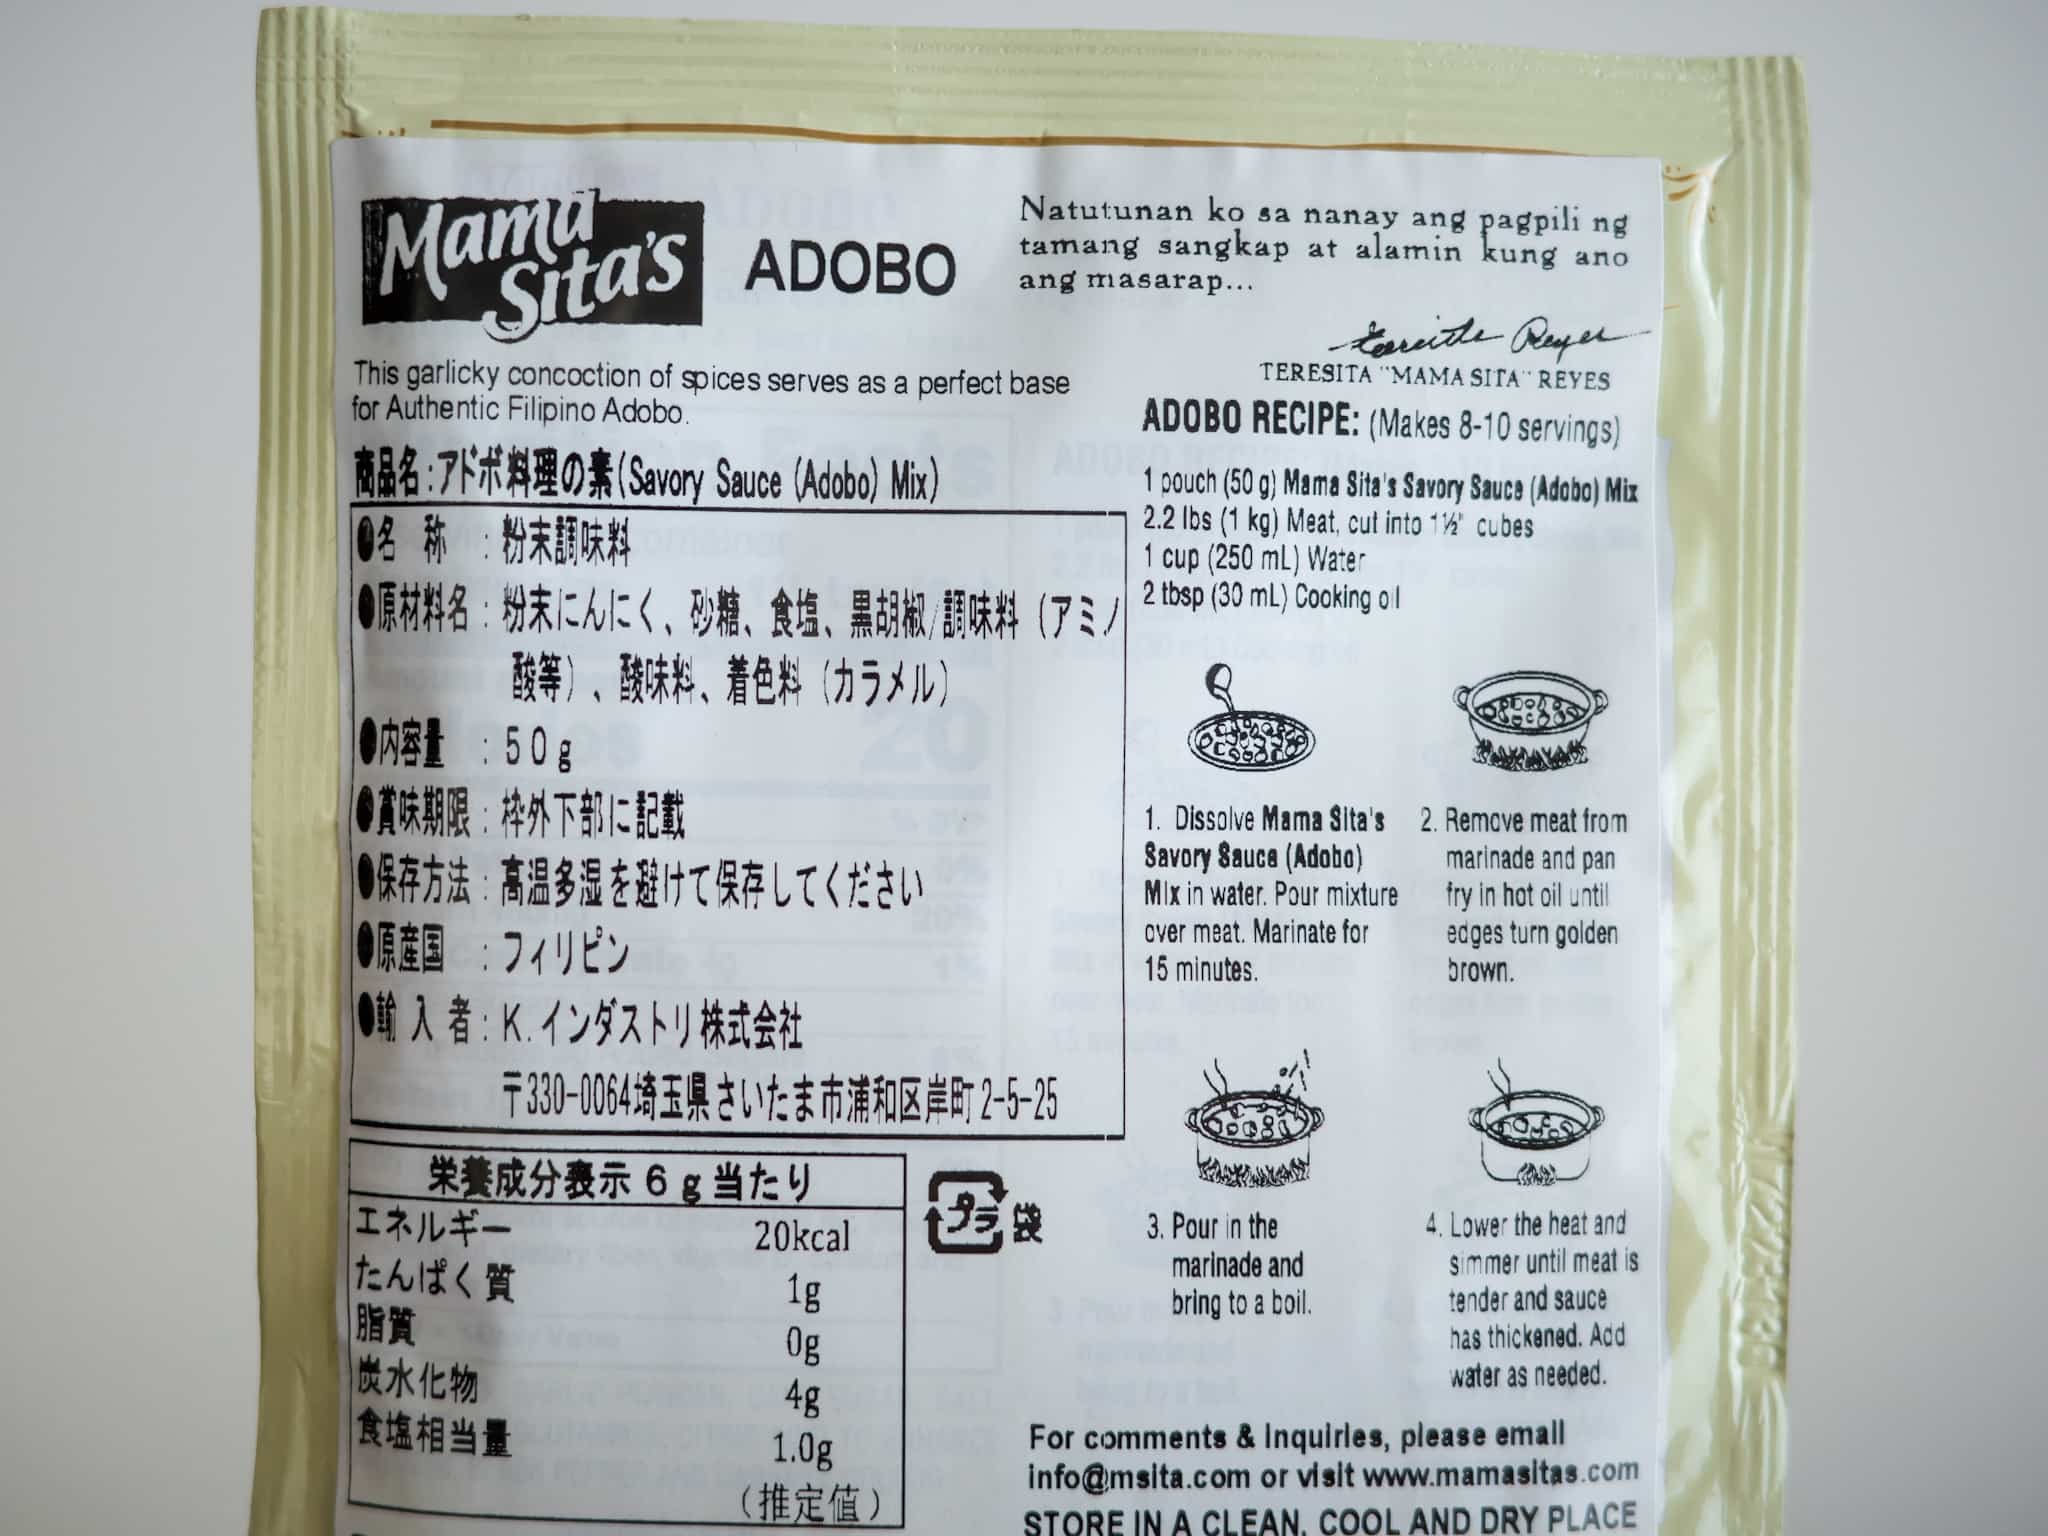 Mama Sita's
ADOBO
Natutunan ko sa nanay ang pagpili ng
tamang sangkap at alamin kung ano
ang masarap...
Teresita Reyes
TERESITA "MAMA SITA" REYES
This garlicky concoction of spices serves as a perfect base
for Authentic Filipino Adobo.
商品名:アドボ料理の素(Savory Sauce (Adobo) Mix)
●名 称 : 粉末調味料
●原材料名 : 粉末にんにく、砂糖、食塩、黒胡椒/調味料（アミノ
酸等）、酸味料、着色料（カラメル）
●内容量 : 50g
●賞味期限 : 枠外下部に記載
●保存方法 : 高温多湿を避けて保存してください
●原産国 : フィリピン
●輸入者 : K.インダストリ株式会社
〒330-0064埼玉県さいたま市浦和区岸町2-5-25
栄養成分表示6g当たり
エネルギー 20kcal
たんぱく質 1g
脂質 0g
炭水化物 4g
食塩相当量 1.0g
（推定値）
プラ 袋
ADOBO RECIPE: (Makes 8-10 servings)
1 pouch (50 g) Mama Sita's Savory Sauce (Adobo) Mix
2.2 lbs (1 kg) Meat, cut into 1½" cubes
1 cup (250 mL) Water
2 tbsp (30 mL) Cooking oil
1. Dissolve Mama Sita's
Savory Sauce (Adobo)
Mix in water. Pour mixture
over meat. Marinate for
15 minutes.
2. Remove meat from
marinade and pan
fry in hot oil until
edges turn golden
brown.
3. Pour in the
marinade and
bring to a boil.
4. Lower the heat and
simmer until meat is
tender and sauce
has thickened. Add
water as needed.
For comments & Inquiries, please email
info@msita.com or visit www.mamasitas.com
STORE IN A CLEAN, COOL AND DRY PLACE